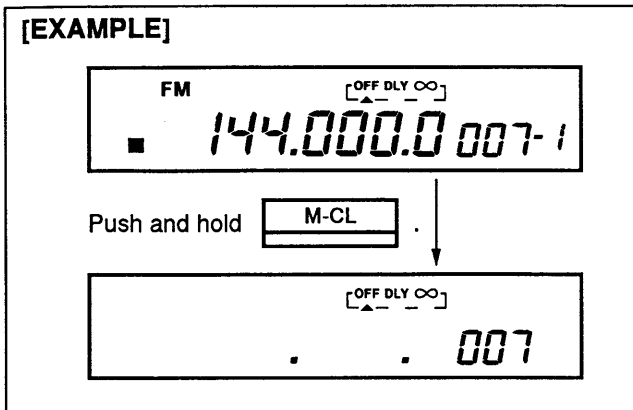 [EXAMPLE]
FM
OFF DLY ∞
144.000.0 007-1
Push and hold M-CL .
OFF DLY ∞
. . 007